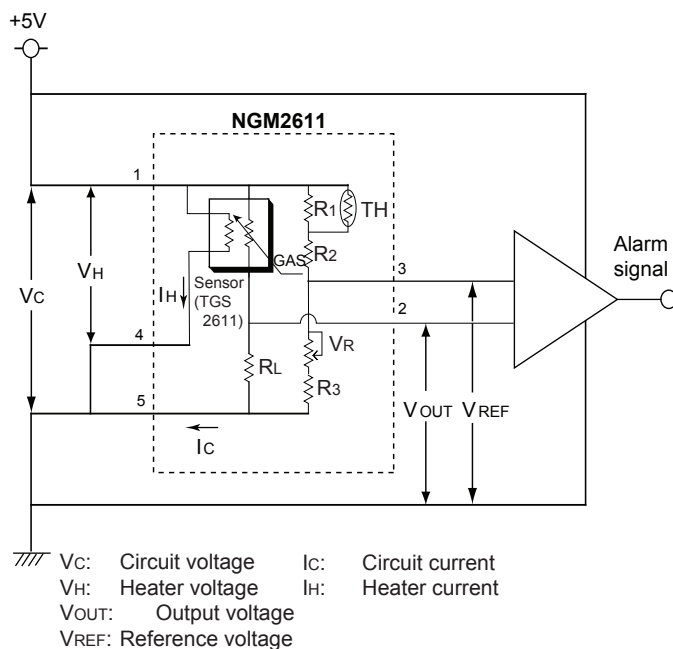 +5V
NGM2611
1
R1
TH
R2
GAS
3
Alarm
signal
Sensor
(TGS
2611)
VH
IH
VC
2
4
VR
RL
R3
5
VOUT
VREF
IC
VC: Circuit voltage IC: Circuit current
VH: Heater voltage IH: Heater current
VOUT: Output voltage
VREF: Reference voltage